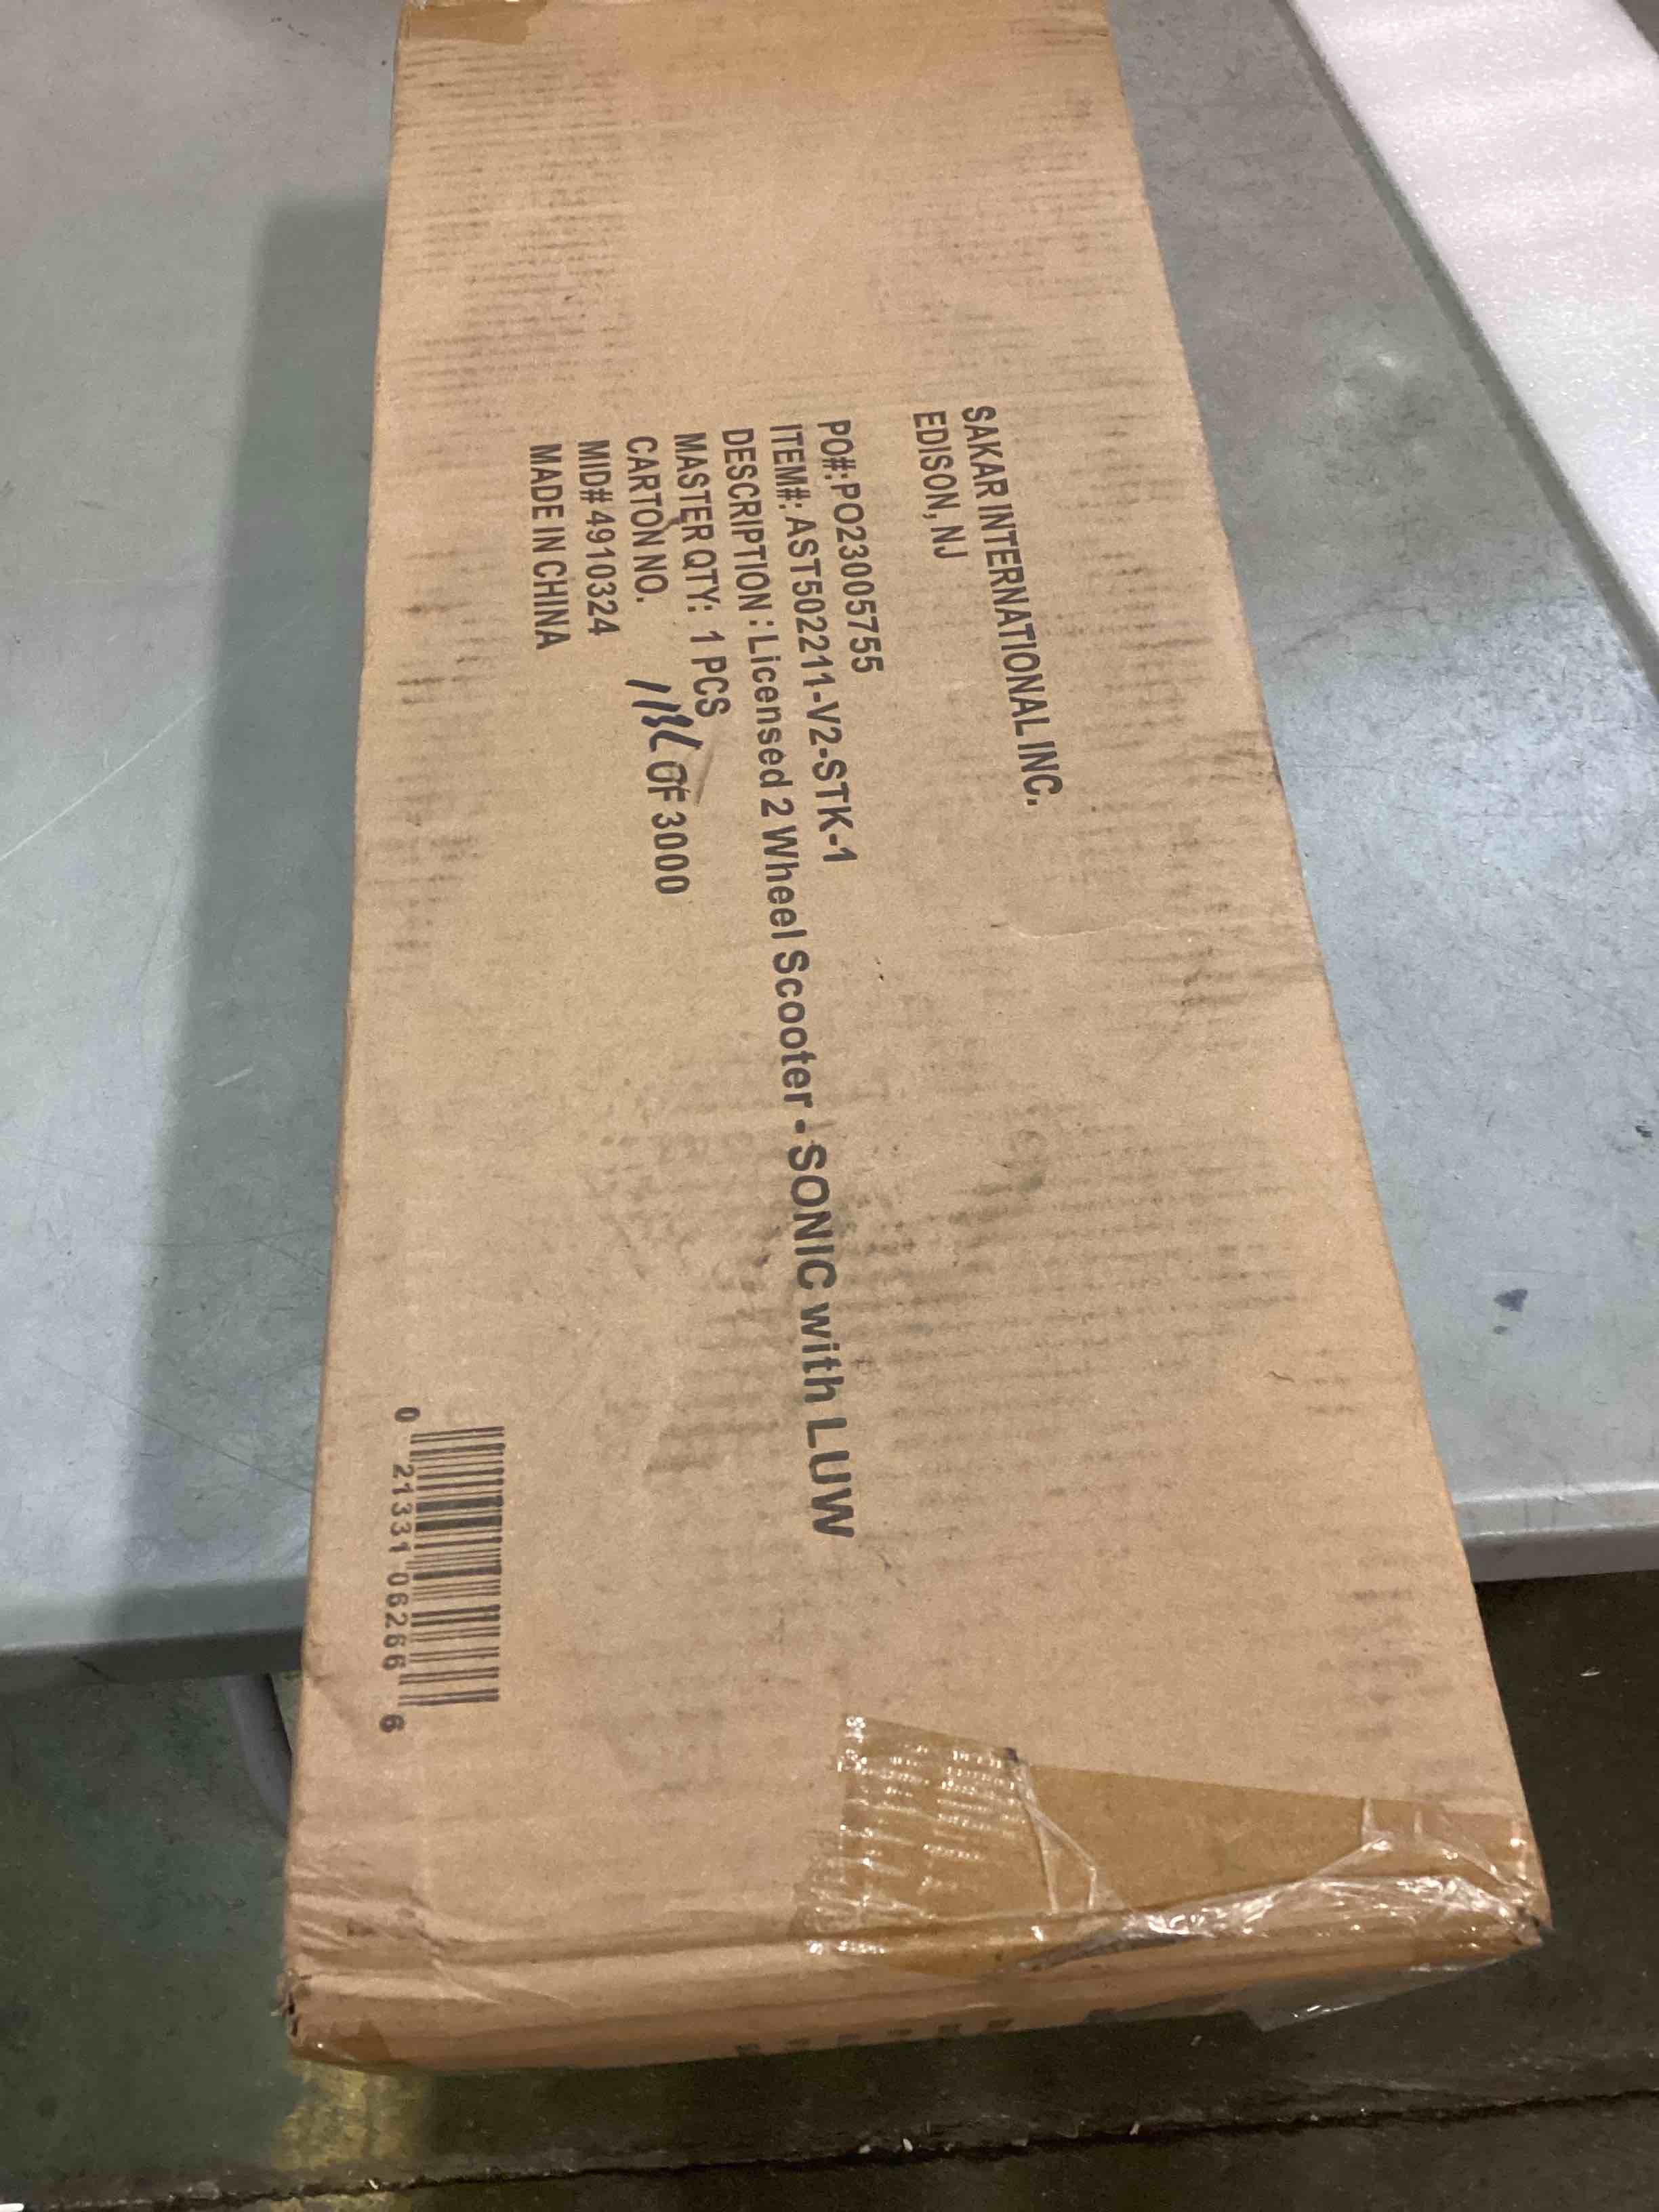 SAKAR INTERNATIONAL INC.
EDISON, NJ
PO#: PO23005755
ITEM#: AST502211-V2-STK-1
DESCRIPTION : Licensed 2 Wheel Scooter - SONIC with LUW
MASTER QTY: 1 PCS
CARTON NO. OF 3000
MID# 4910324
MADE IN CHINA
0 21331 06266 6